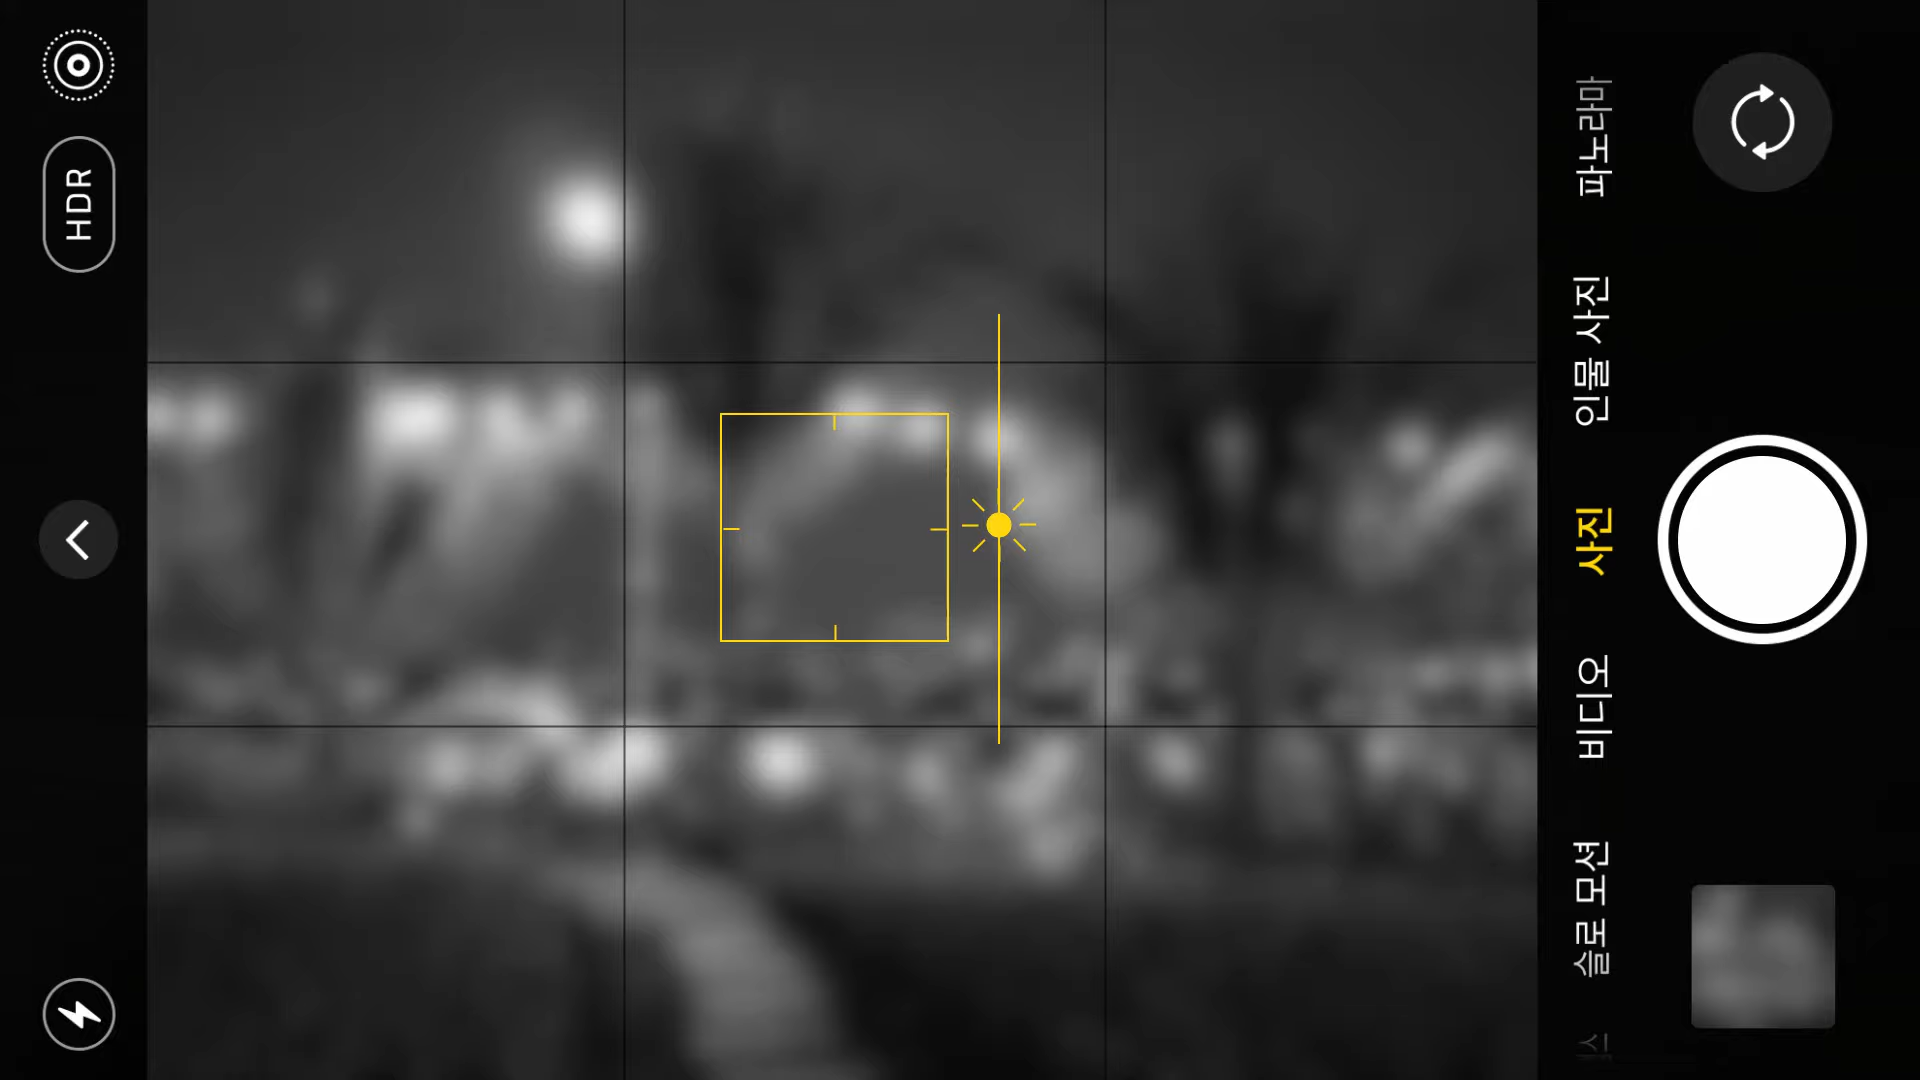 HDR
파노라마
인물 사진
사진
비디오
슬로 모션